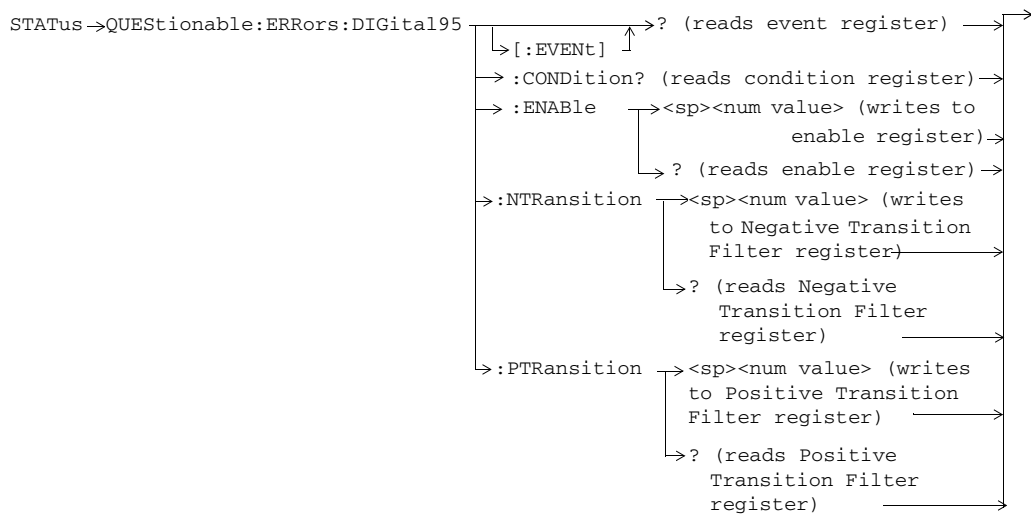 STATus QUEStionable:ERRors:DIGital95 ? (reads event register)
[:EVENt]
:CONDition? (reads condition register)
:ENABle <sp><num value> (writes to
enable register)
? (reads enable register)
:NTRansition <sp><num value> (writes
to Negative Transition
Filter register)
? (reads Negative
Transition Filter
register)
:PTRansition <sp><num value> (writes
to Positive Transition
Filter register)
? (reads Positive
Transition Filter
register)